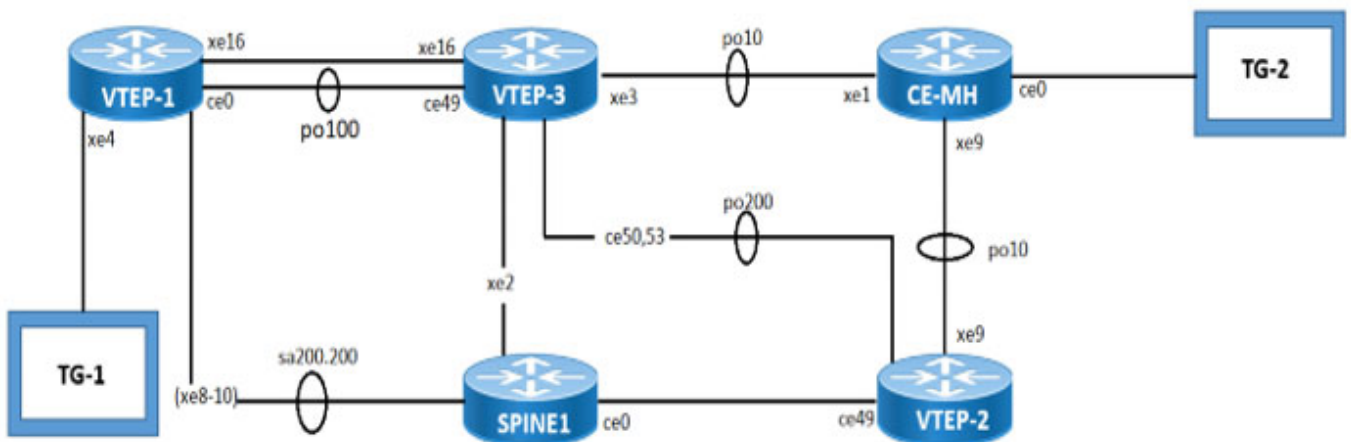 po10
xe16
xe16
TG-2
VTEP-1
ce0
ce49
VTEP-3
xe3
xe1
CE-MH
ce0
po100
xe4
xe9
po200
ce50,53
po10
xe2
xe9
sa200.200
TG-1
(xe8-10)
SPINE1
ce0
ce49
VTEP-2